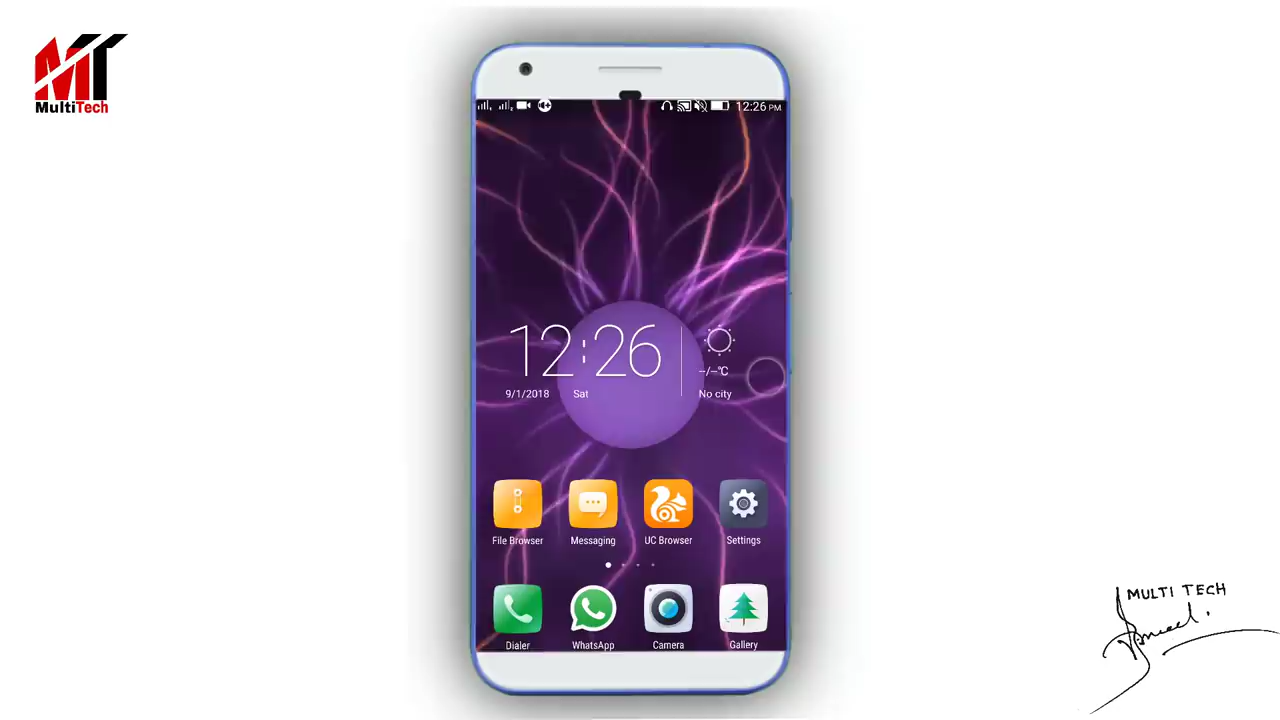 MultiTech
12:26 PM
12:26
--/--°C
9/1/2018 Sat
No city
File Browser
Messaging
UC Browser
Settings
Dialer
WhatsApp
Camera
Gallery
MULTI TECH